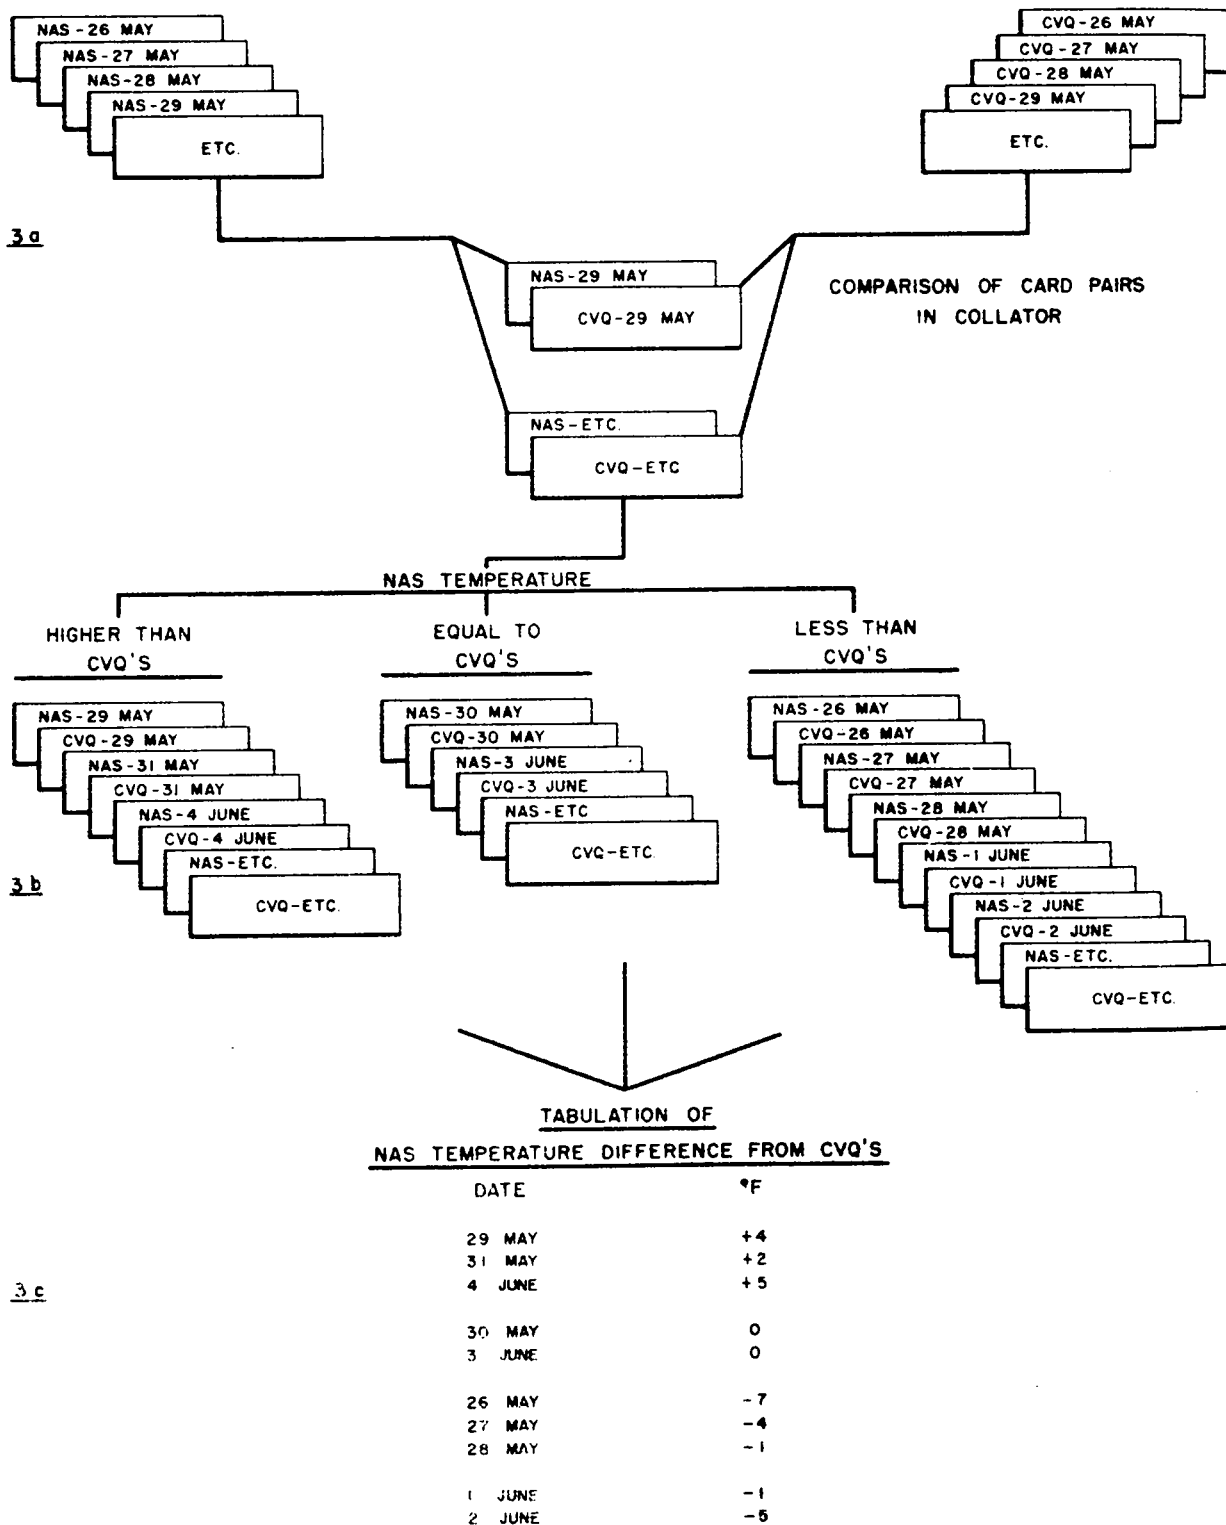 NAS-26 MAY
NAS-27 MAY
NAS-28 MAY
NAS-29 MAY
ETC.
CVQ-26 MAY
CVQ-27 MAY
CVQ-28 MAY
CVQ-29 MAY
ETC.
3a
NAS-29 MAY
CVQ-29 MAY
COMPARISON OF CARD PAIRS
IN COLLATOR
NAS-ETC.
CVQ-ETC
NAS TEMPERATURE
HIGHER THAN
CVQ'S
EQUAL TO
CVQ'S
LESS THAN
CVQ'S
NAS-29 MAY
CVQ-29 MAY
NAS-31 MAY
CVQ-31 MAY
NAS-4 JUNE
CVQ-4 JUNE
NAS-ETC.
CVQ-ETC.
NAS-30 MAY
CVQ-30 MAY
NAS-3 JUNE
CVQ-3 JUNE
NAS-ETC
CVQ-ETC.
NAS-26 MAY
CVQ-26 MAY
NAS-27 MAY
CVQ-27 MAY
NAS-28 MAY
CVQ-28 MAY
NAS-1 JUNE
CVQ-1 JUNE
NAS-2 JUNE
CVQ-2 JUNE
NAS-ETC.
CVQ-ETC.
3b
TABULATION OF
NAS TEMPERATURE DIFFERENCE FROM CVQ'S
DATE °F
29 MAY +4
31 MAY +2
4 JUNE +5
3c
30 MAY 0
3 JUNE 0
26 MAY -7
27 MAY -4
28 MAY -1
1 JUNE -1
2 JUNE -5